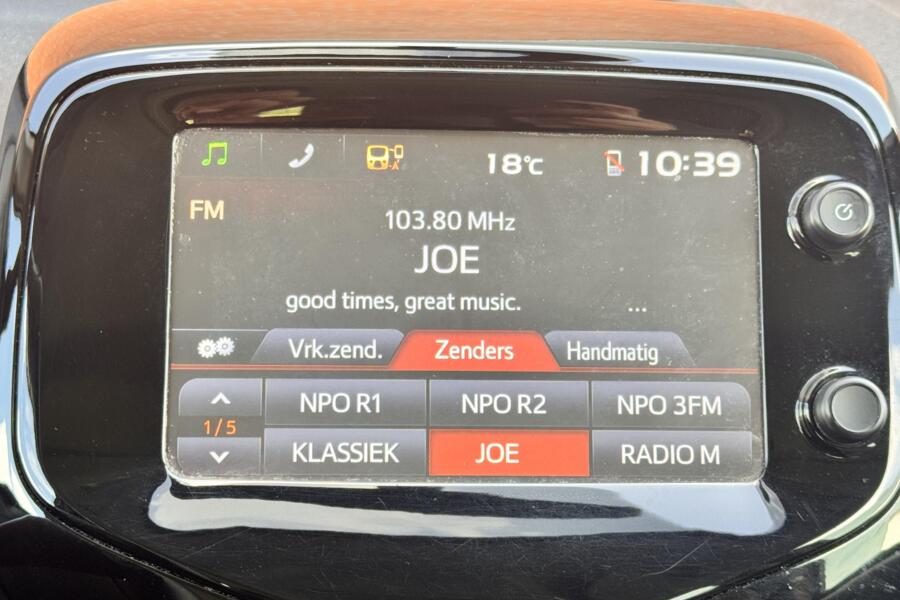 18°C 10:39
FM
103.80 MHz
JOE
good times, great music. ...
Vrk.zend. Zenders Handmatig
NPO R1 NPO R2 NPO 3FM
1/5
KLASSIEK JOE RADIO M